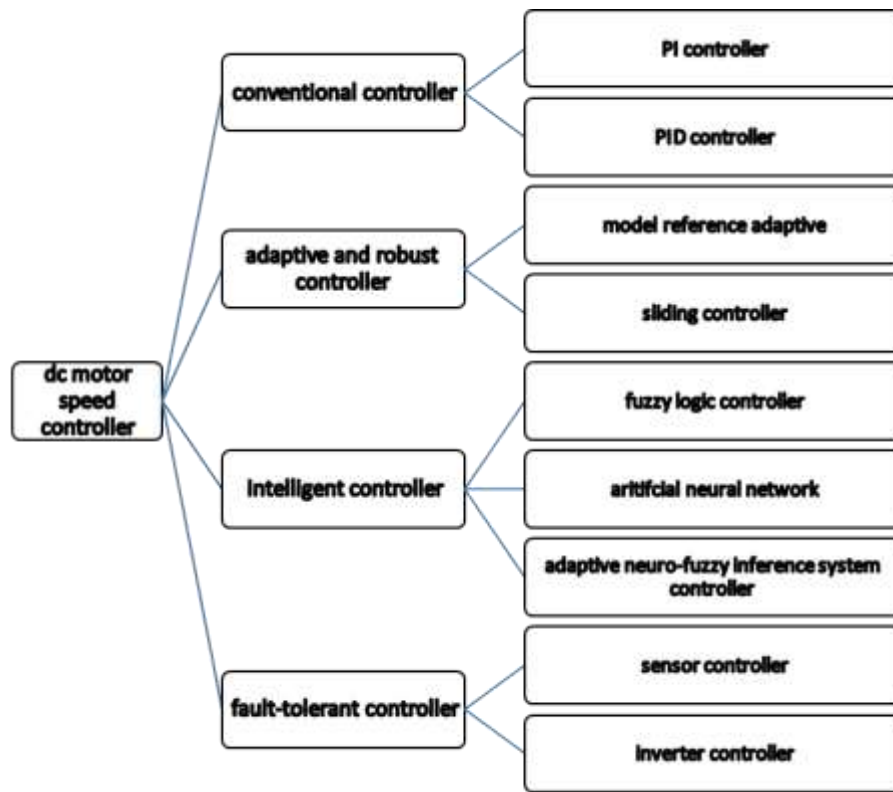 PI controller
conventional controller
PID controller
model reference adaptive
adaptive and robust
controller
sliding controller
dc motor
speed
controller
fuzzy logic controller
intelligent controller
aritifcial neural network
adaptive neuro-fuzzy inference system
controller
sensor controller
fault-tolerant controller
inverter controller